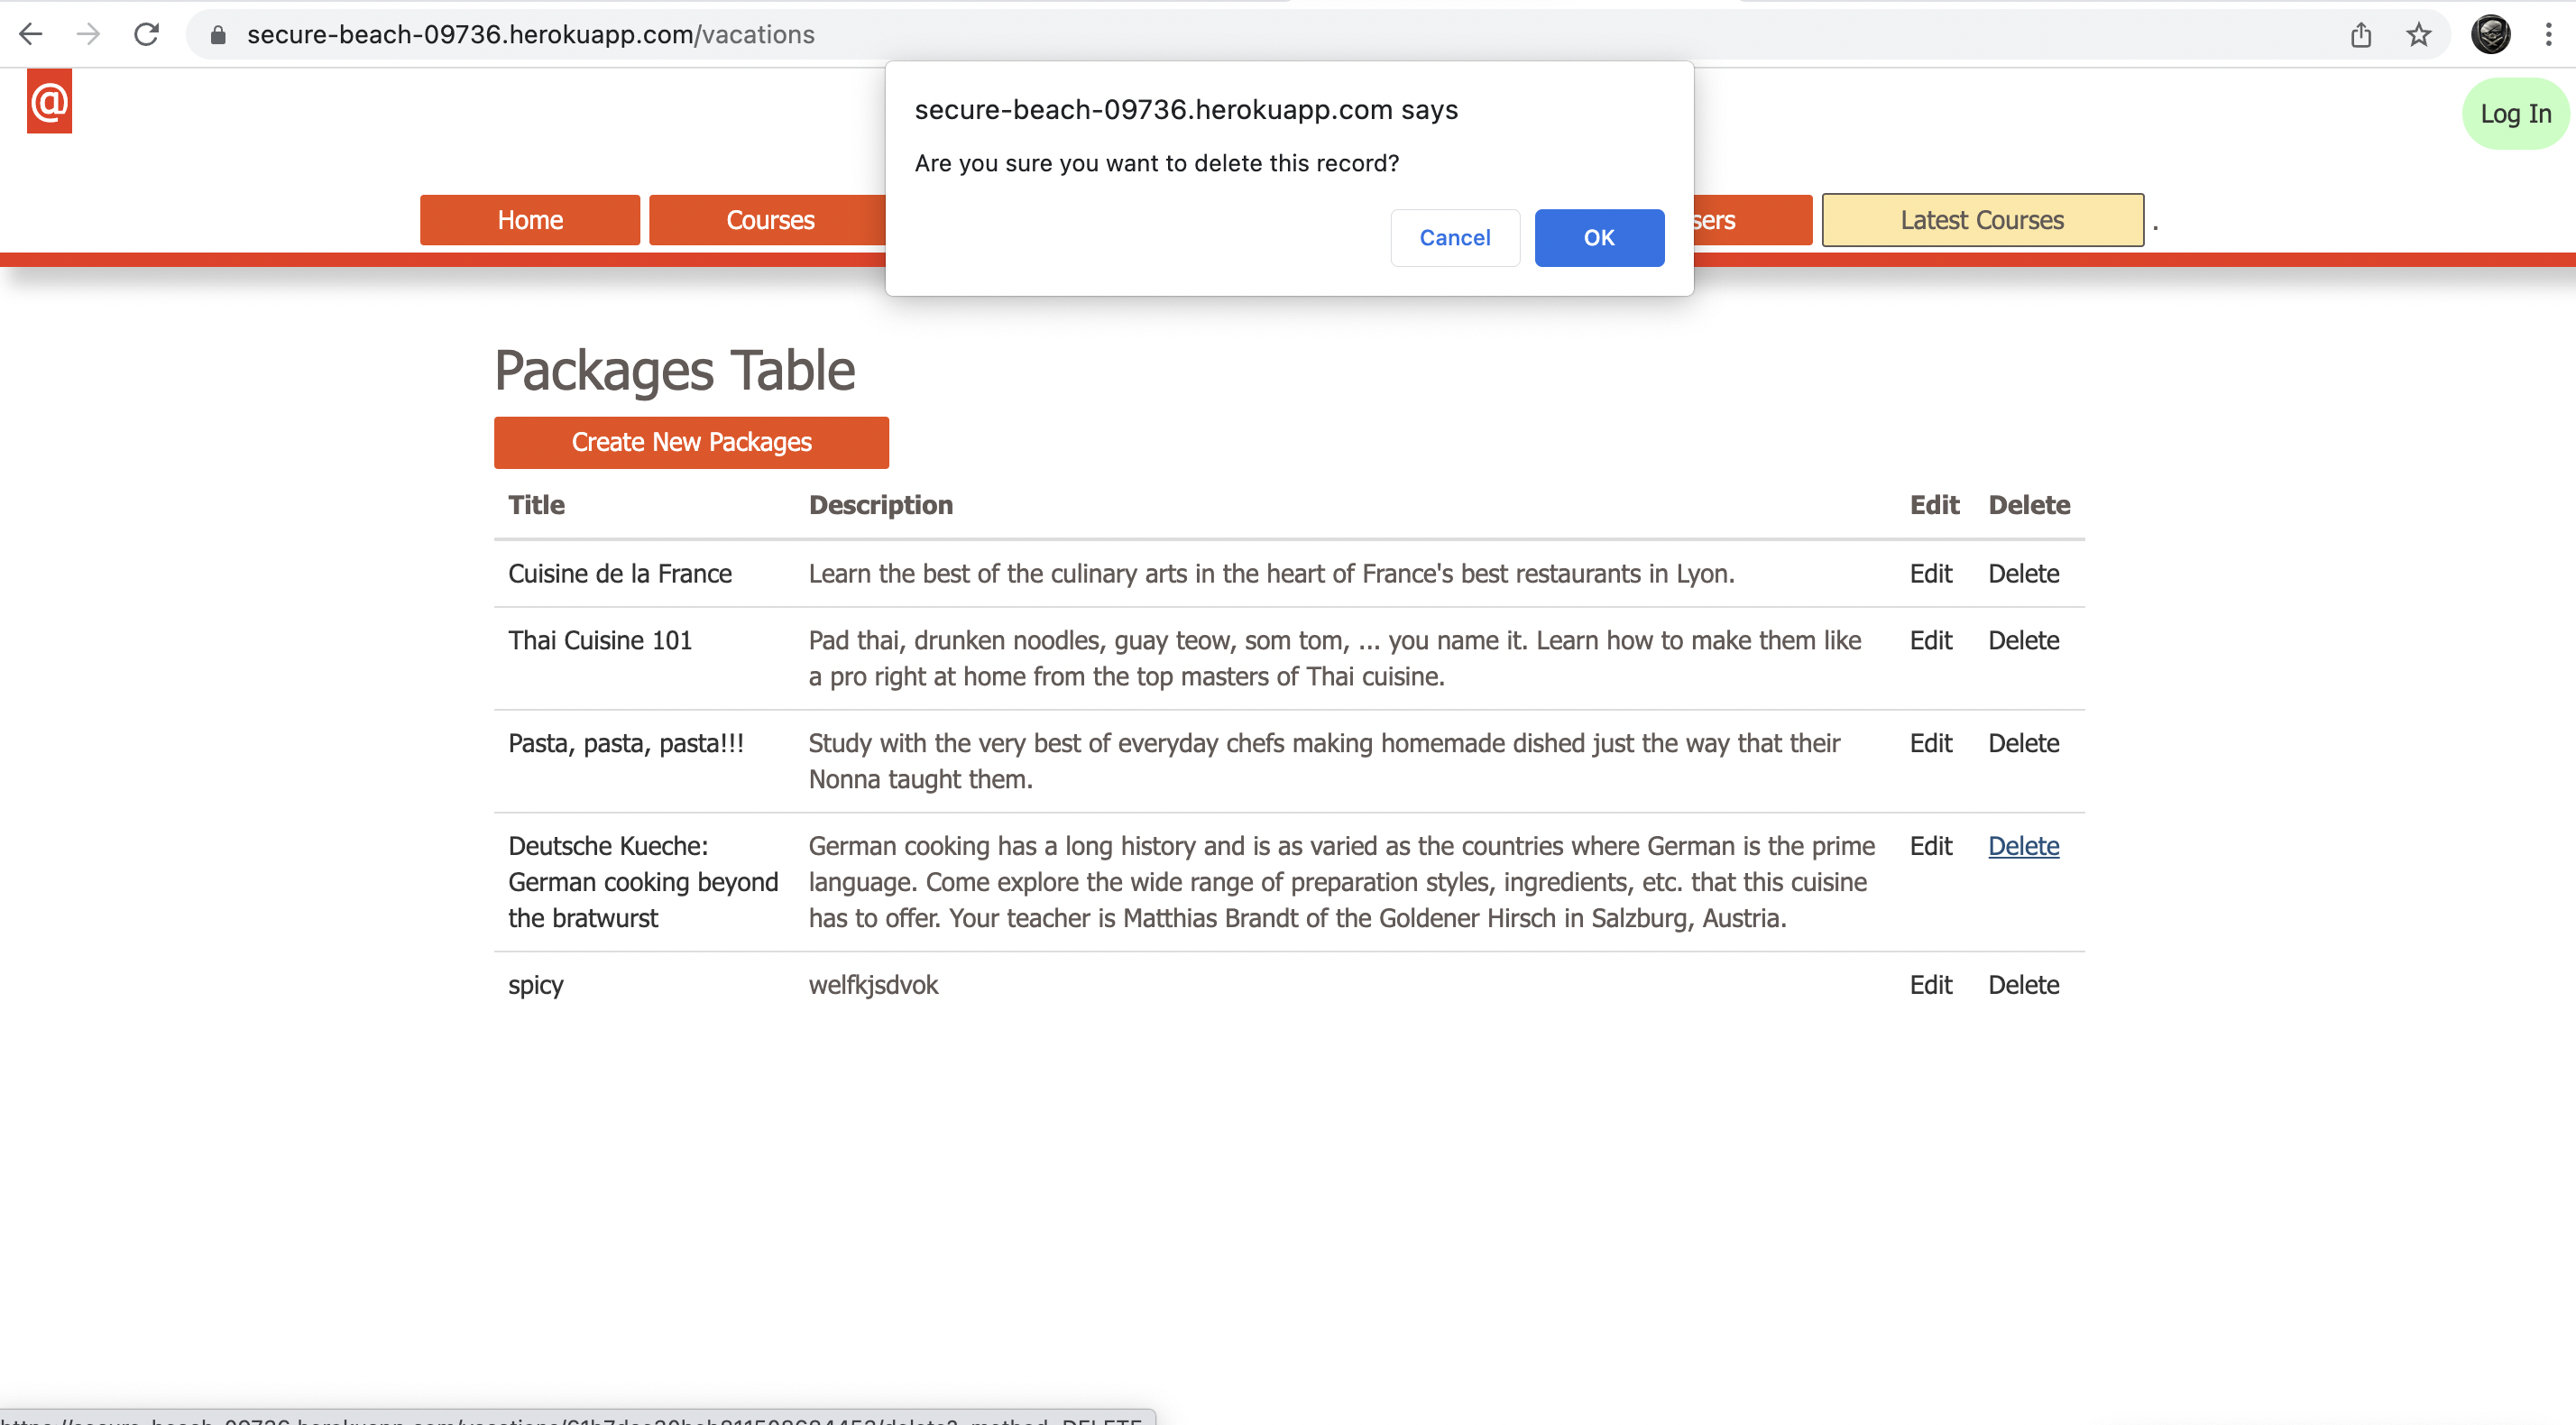 secure-beach-09736.herokuapp.com/vacations
@
secure-beach-09736.herokuapp.com says
Are you sure you want to delete this record?
Cancel
OK
Log In
Home
Courses
sers
Latest Courses
.
Packages Table
Create New Packages
Title Description Edit Delete
Cuisine de la France
Learn the best of the culinary arts in the heart of France's best restaurants in Lyon.
Edit Delete
Thai Cuisine 101
Pad thai, drunken noodles, guay teow, som tom, ... you name it. Learn how to make them like
a pro right at home from the top masters of Thai cuisine.
Edit Delete
Pasta, pasta, pasta!!!
Study with the very best of everyday chefs making homemade dished just the way that their
Nonna taught them.
Edit Delete
Deutsche Kueche:
German cooking beyond
the bratwurst
German cooking has a long history and is as varied as the countries where German is the prime
language. Come explore the wide range of preparation styles, ingredients, etc. that this cuisine
has to offer. Your teacher is Matthias Brandt of the Goldener Hirsch in Salzburg, Austria.
Edit Delete
spicy
welfkjsdvok
Edit Delete